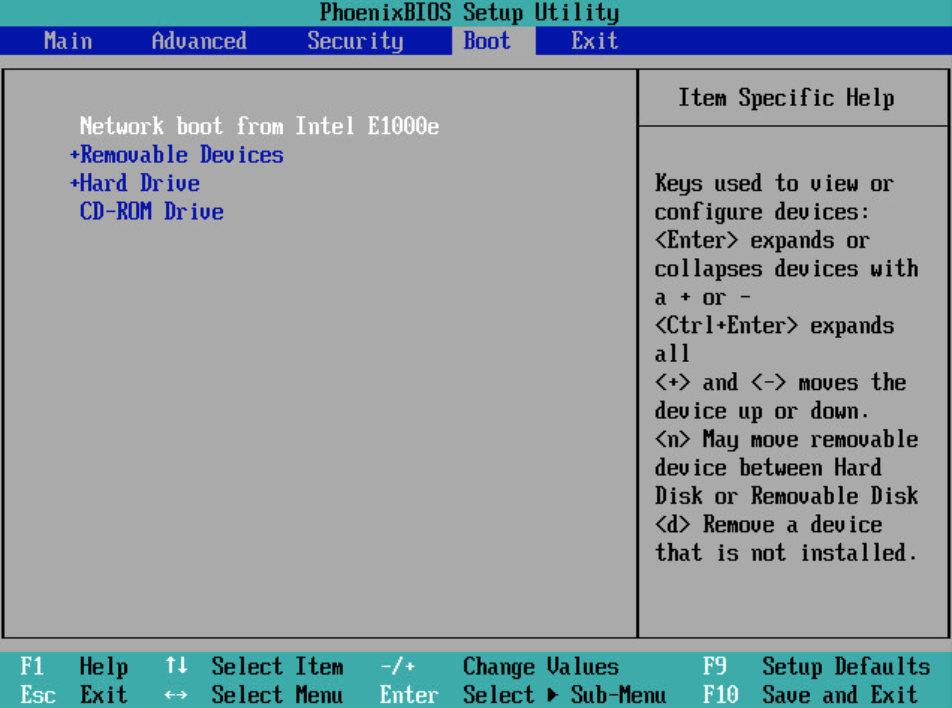 PhoenixBIOS Setup Utility
Main Advanced Security Boot Exit
Network boot from Intel E1000e
+Removable Devices
+Hard Drive
CD-ROM Drive
Item Specific Help
Keys used to view or
configure devices:
<Enter> expands or
collapses devices with
a + or -
<Ctrl+Enter> expands
all
<+> and <-> moves the
device up or down.
<n> May move removable
device between Hard
Disk or Removable Disk
<d> Remove a device
that is not installed.
F1 Help ↑↓ Select Item -/+ Change Values F9 Setup Defaults
Esc Exit ↔ Select Menu Enter Select ▶ Sub-Menu F10 Save and Exit